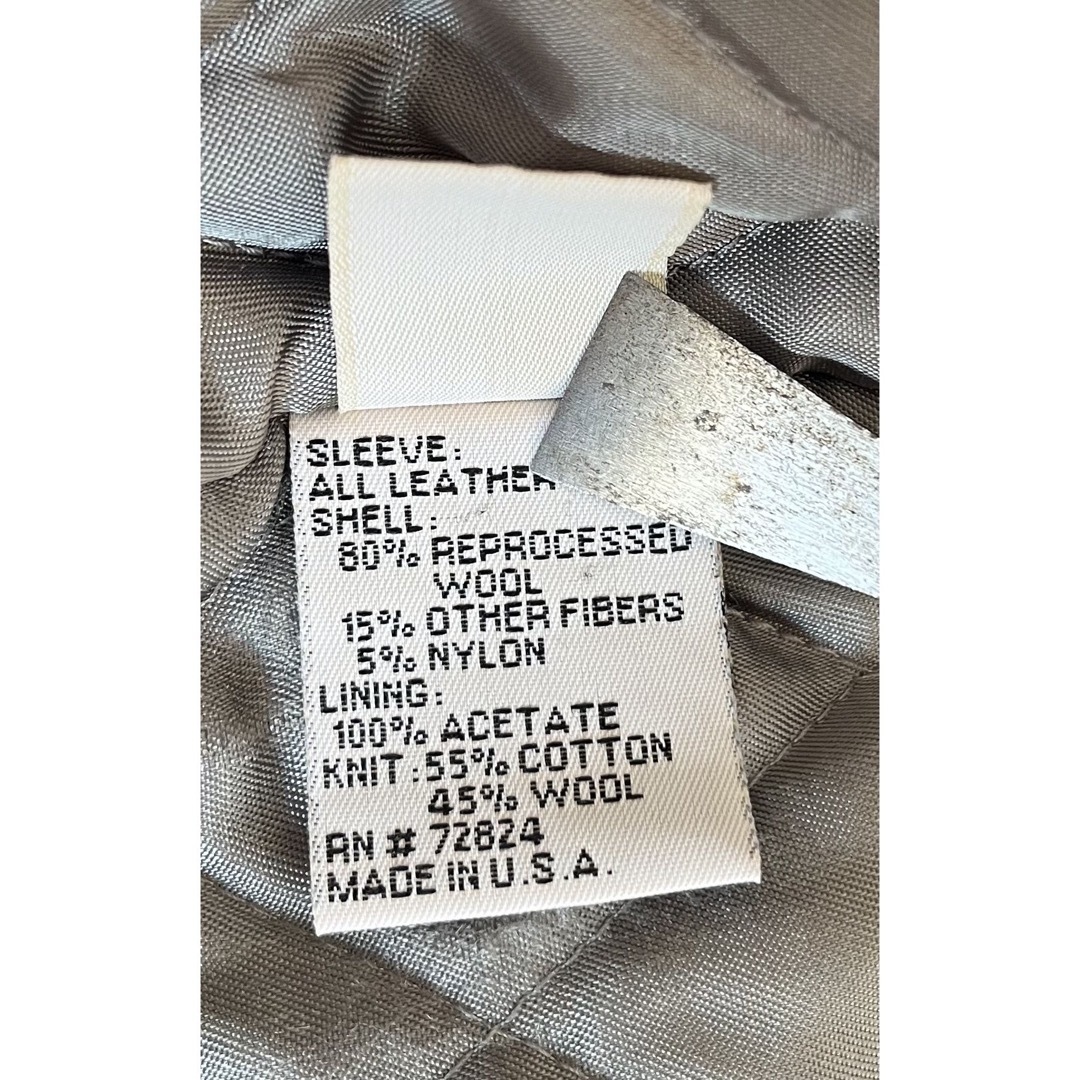 SLEEVE:
ALL LEATHER
SHELL:
80% REPROCESSED
WOOL
15% OTHER FIBERS
5% NYLON
LINING:
100% ACETATE
KNIT: 55% COTTON
45% WOOL
RN # 72824
MADE IN U.S.A.